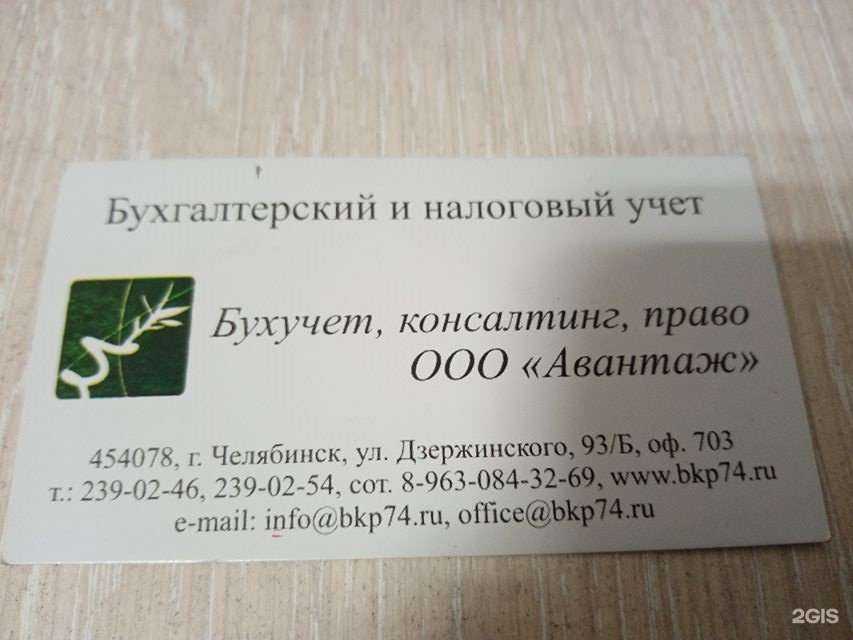 Бухгалтерский и налоговый учет
Бухучет, консалтинг, право
ООО «Авантаж»
454078, г. Челябинск, ул. Дзержинского, 93/Б, оф. 703
т.: 239-02-46, 239-02-54, сот. 8-963-084-32-69, www.bkp74.ru
e-mail: info@bkp74.ru, office@bkp74.ru
2GIS